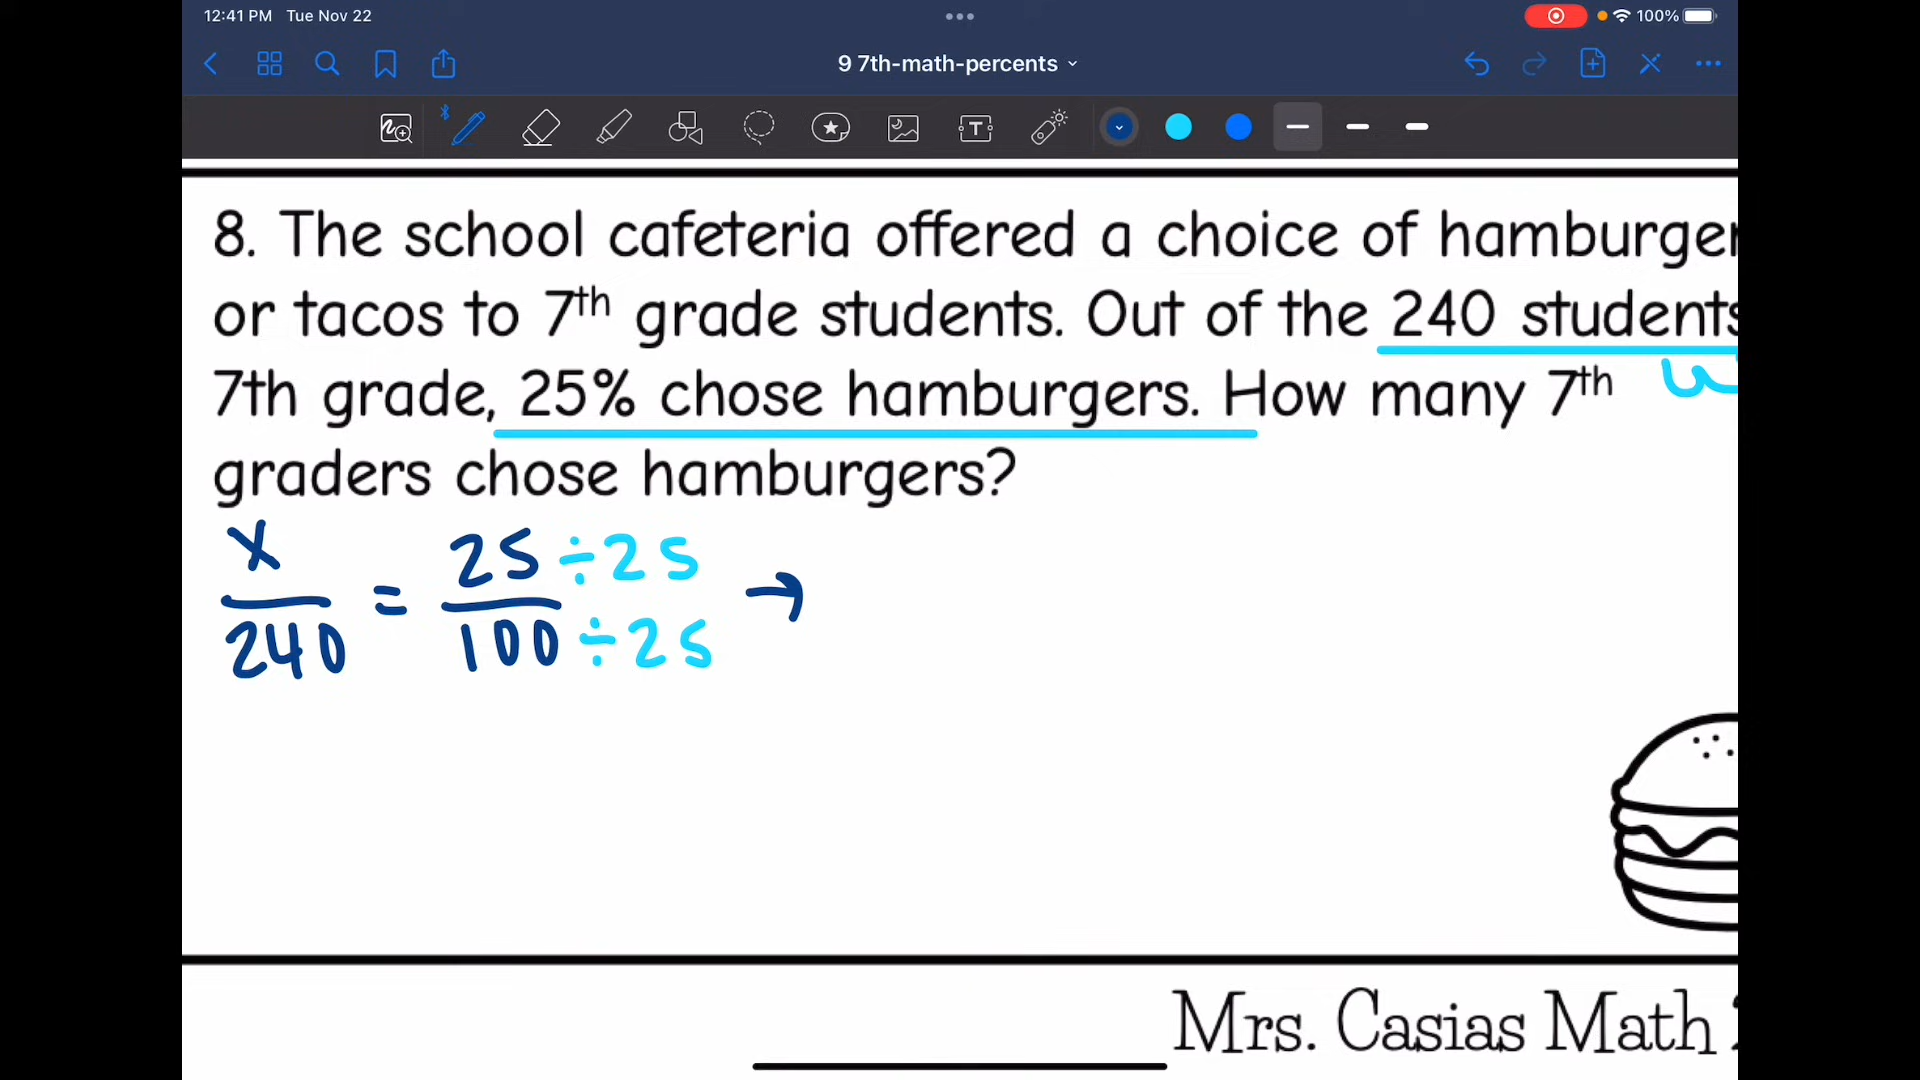 12:41 PM Tue Nov 22
100%
9 7th-math-percents
T
8. The school cafeteria offered a choice of hamburger
or tacos to 7th grade students. Out of the 240 students
7th grade, 25% chose hamburgers. How many 7th
graders chose hamburgers?
x/240 = 25÷25/100÷25 →
Mrs. Casias Math